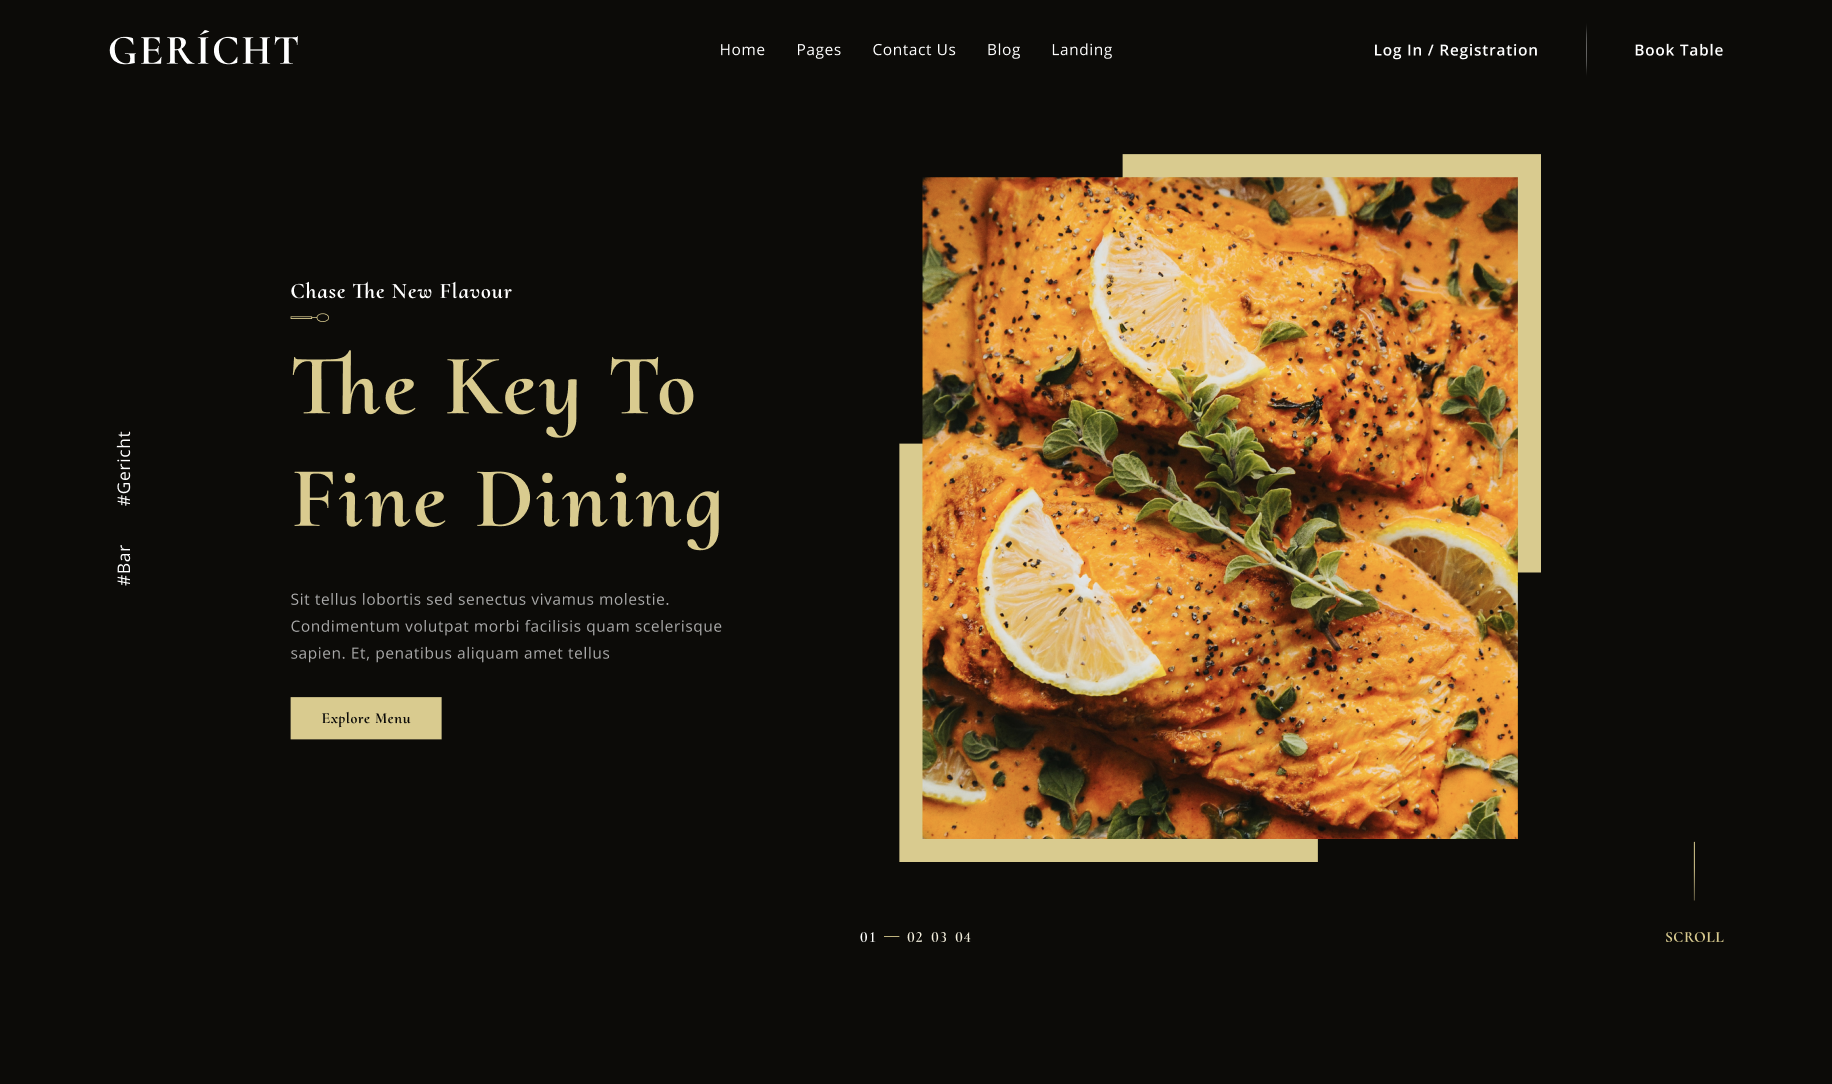 GERÍCHT
Home Pages Contact Us Blog Landing
Log In / Registration
Book Table
#Gericht
#Bar
Chase The New Flavour
The Key To
Fine Dining
Sit tellus lobortis sed senectus vivamus molestie.
Condimentum volutpat morbi facilisis quam scelerisque
sapien. Et, penatibus aliquam amet tellus
Explore Menu
01 — 02 03 04
SCROLL